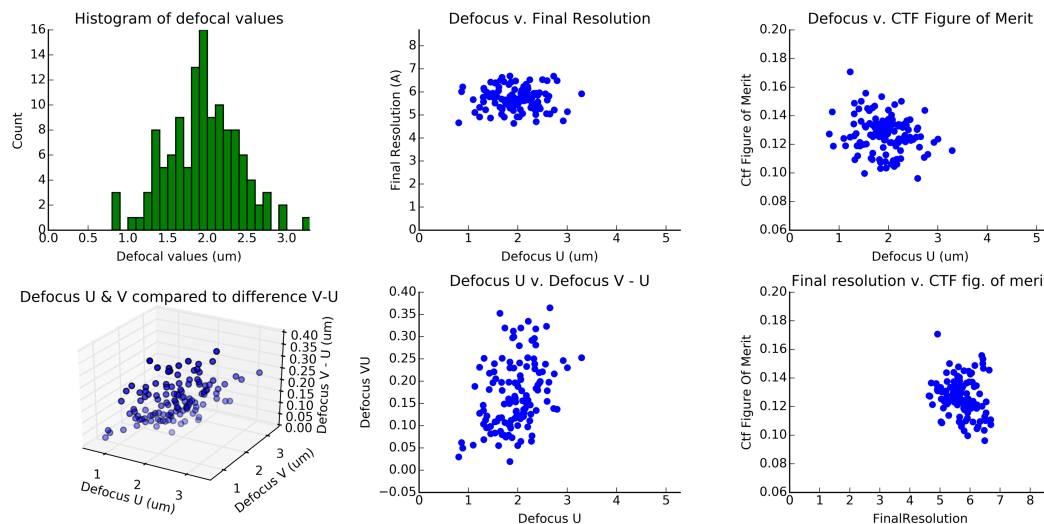 Histogram of defocal values
16
14
12
10
8
6
4
2
0
Count
0.0 0.5 1.0 1.5 2.0 2.5 3.0
Defocal values (um)
Defocus v. Final Resolution
8
7
6
5
4
3
2
1
0
Final Resolution (A)
0 1 2 3 4 5
Defocus U (um)
Defocus v. CTF Figure of Merit
0.20
0.18
0.16
0.14
0.12
0.10
0.08
0.06
Ctf Figure of Merit
0 1 2 3 4 5
Defocus U (um)
Defocus U & V compared to difference V-U
0.40
0.35
0.30
0.25
0.20
0.15
0.10
0.05
0.00
Defocus V - U (um)
1 2 3
Defocus U (um)
1 2 3
Defocus V (um)
Defocus U v. Defocus V - U
0.40
0.35
0.30
0.25
0.20
0.15
0.10
0.05
0.00
−0.05
Defocus VU
0 1 2 3 4 5
Defocus U
Final resolution v. CTF fig. of meri
0.20
0.18
0.16
0.14
0.12
0.10
0.08
0.06
Ctf Figure Of Merit
0 1 2 3 4 5 6 7 8
FinalResolution